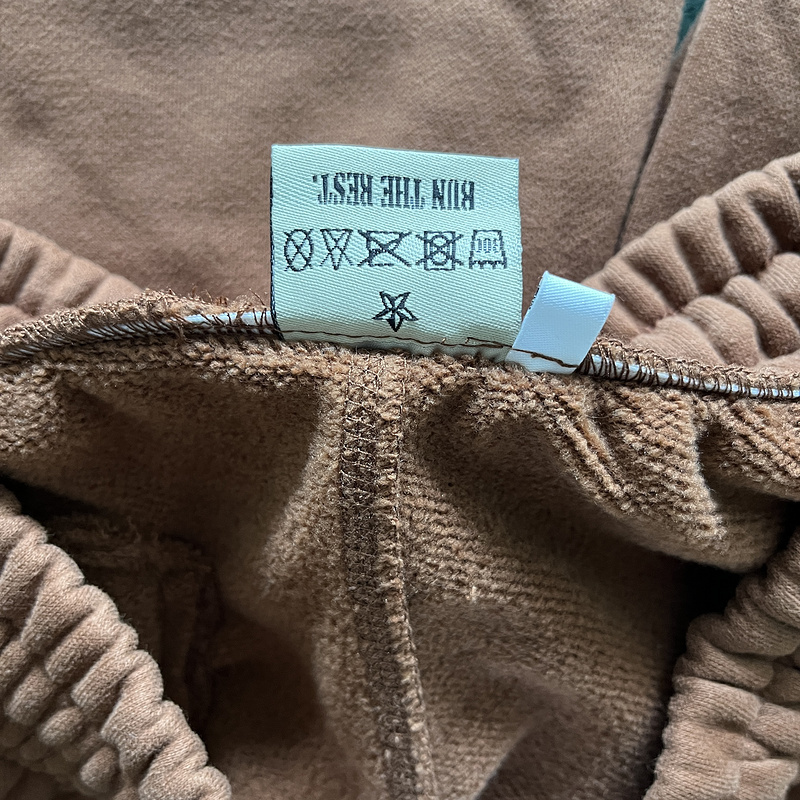 RUN THE REST.